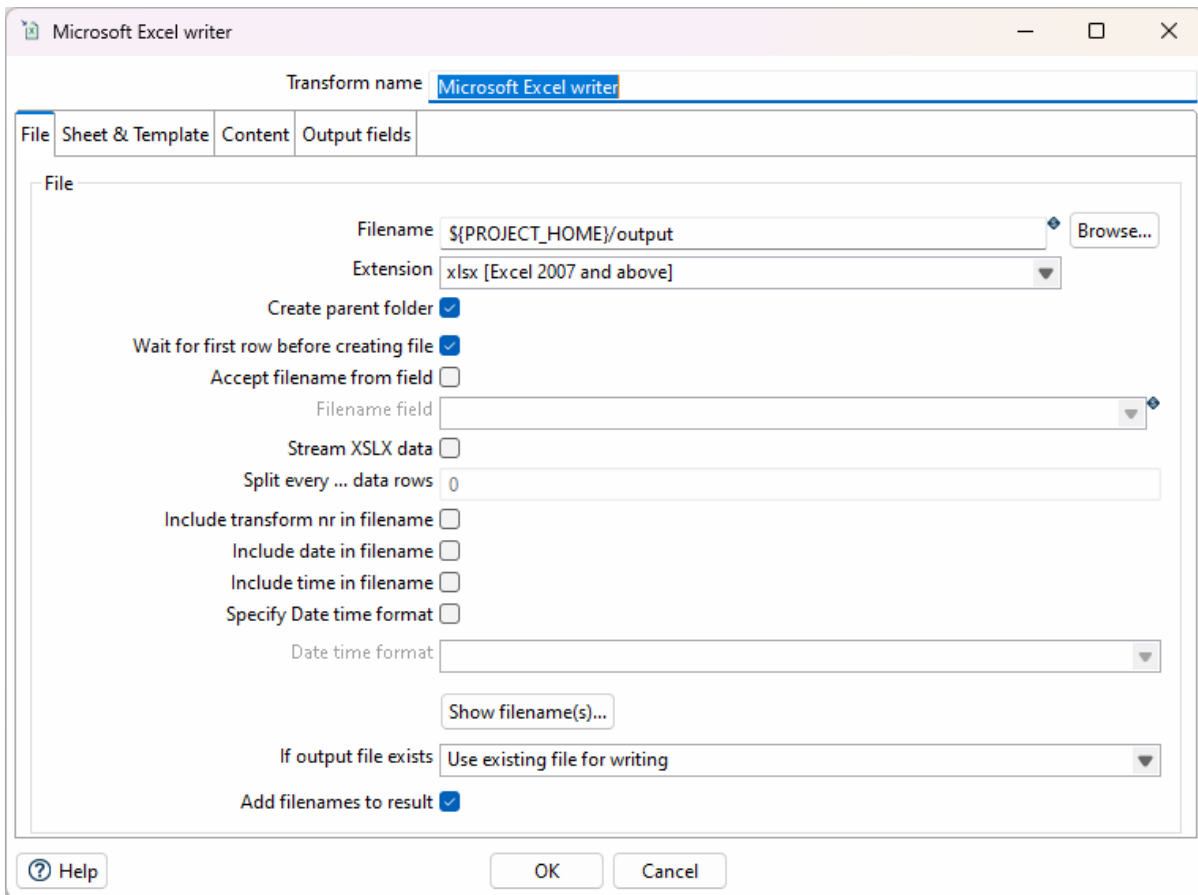 Microsoft Excel writer
Transform name Microsoft Excel writer
File Sheet & Template Content Output fields
File
Filename ${PROJECT_HOME}/output Browse...
Extension xlsx [Excel 2007 and above]
Create parent folder
Wait for first row before creating file
Accept filename from field
Filename field
Stream XSLX data
Split every ... data rows 0
Include transform nr in filename
Include date in filename
Include time in filename
Specify Date time format
Date time format
Show filename(s)...
If output file exists Use existing file for writing
Add filenames to result
Help OK Cancel